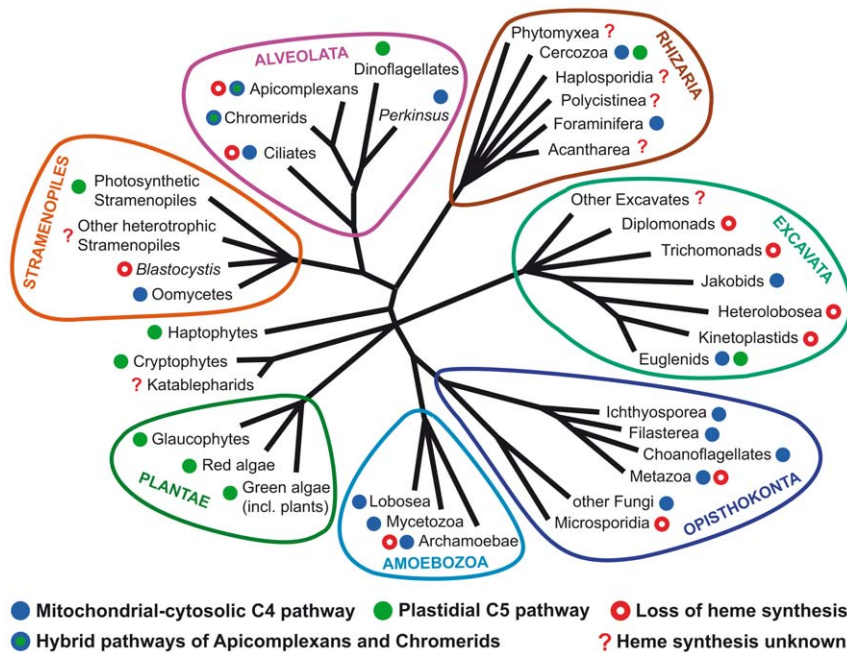 ALVEOLATA
Dinoflagellates
Apicomplexans
Perkinsus
Chromerids
Ciliates
RHIZARIA
Phytomyxea ?
Cercozoa
Haplosporidia ?
Polycistinea ?
Foraminifera
Acantharea ?
STRAMENOPILES
Photosynthetic
Stramenopiles
? Other heterotrophic
Stramenopiles
Blastocystis
Oomycetes
EXCAVATA
Other Excavates ?
Diplomonads
Trichomonads
Jakobids
Heterolobosea
Kinetoplastids
Euglenids
Haptophytes
Cryptophytes
? Katablepharids
PLANTAE
Glaucophytes
Red algae
Green algae
(incl. plants)
AMOEBOZOA
Lobosea
Mycetozoa
Archamoebae
OPISTHOKONTA
Ichthyosporea
Filasterea
Choanoflagellates
Metazoa
other Fungi
Microsporidia
Mitochondrial-cytosolic C4 pathway
Plastidial C5 pathway
Loss of heme synthesis
Hybrid pathways of Apicomplexans and Chromerids
? Heme synthesis unknown